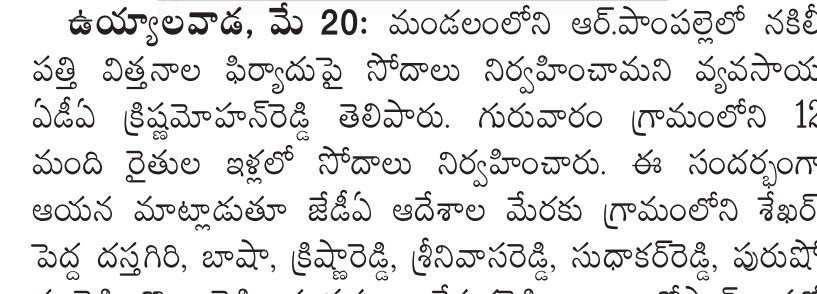 ఉయ్యాలవాడ, మే 20: మండలంలోని ఆర్.పాంపల్లెలో నకిలీ
పత్తి విత్తనాల ఫిర్యాదుపై సోదాలు నిర్వహించామని వ్యవసాయ
ఏడీఏ క్రిష్ణమోహన్‌రెడ్డి తెలిపారు. గురువారం గ్రామంలోని 12
మంది రైతుల ఇళ్లలో సోదాలు నిర్వహించారు. ఈ సందర్భంగా
ఆయన మాట్లాడుతూ జేడీఏ ఆదేశాల మేరకు గ్రామంలోని శేఖర్
పెద్ద దస్తగిరి, బాషా, క్రిష్ణారెడ్డి, శ్రీనివాసరెడ్డి, సుధాకర్‌రెడ్డి, పురుషో